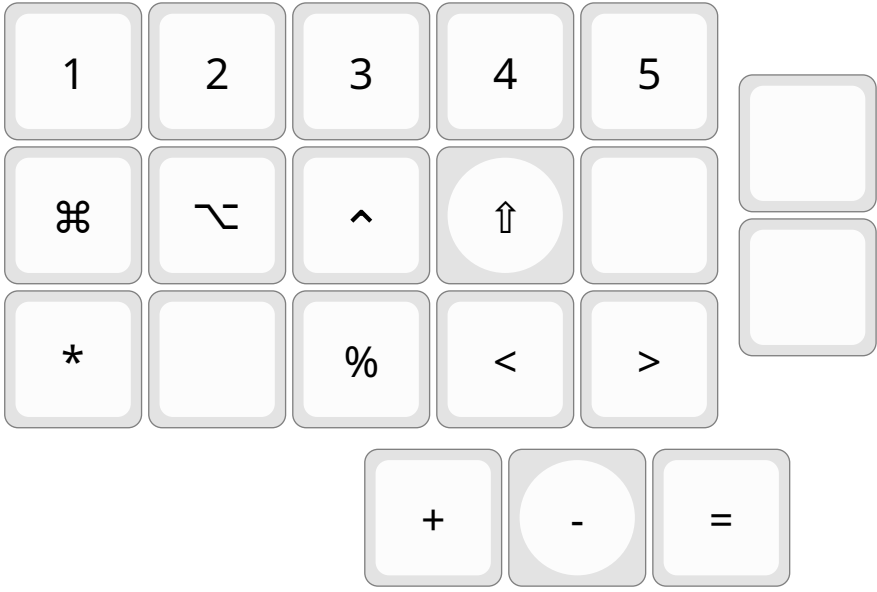 1 2 3 4 5
⌘ ⌥ ⌃ ⇧
* % < >
+ - =